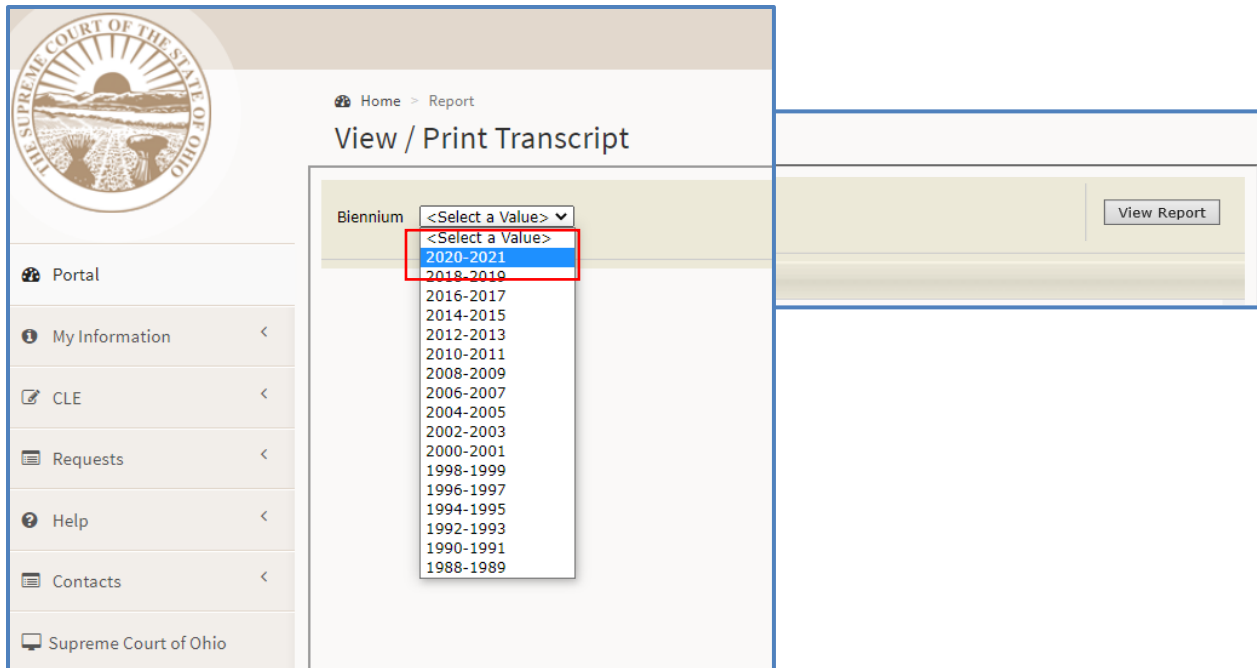 THE SUPREME COURT OF THE STATE OF OHIO
Home > Report
View / Print Transcript
Biennium <Select a Value>
View Report
<Select a Value>
2020-2021
2018-2019
2016-2017
2014-2015
2012-2013
2010-2011
2008-2009
2006-2007
2004-2005
2002-2003
2000-2001
1998-1999
1996-1997
1994-1995
1992-1993
1990-1991
1988-1989
Portal
My Information <
CLE <
Requests <
Help <
Contacts <
Supreme Court of Ohio